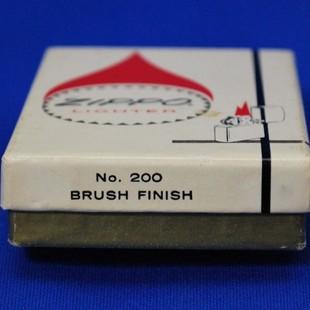 ZIPPO
LIGHTER
No. 200
BRUSH FINISH